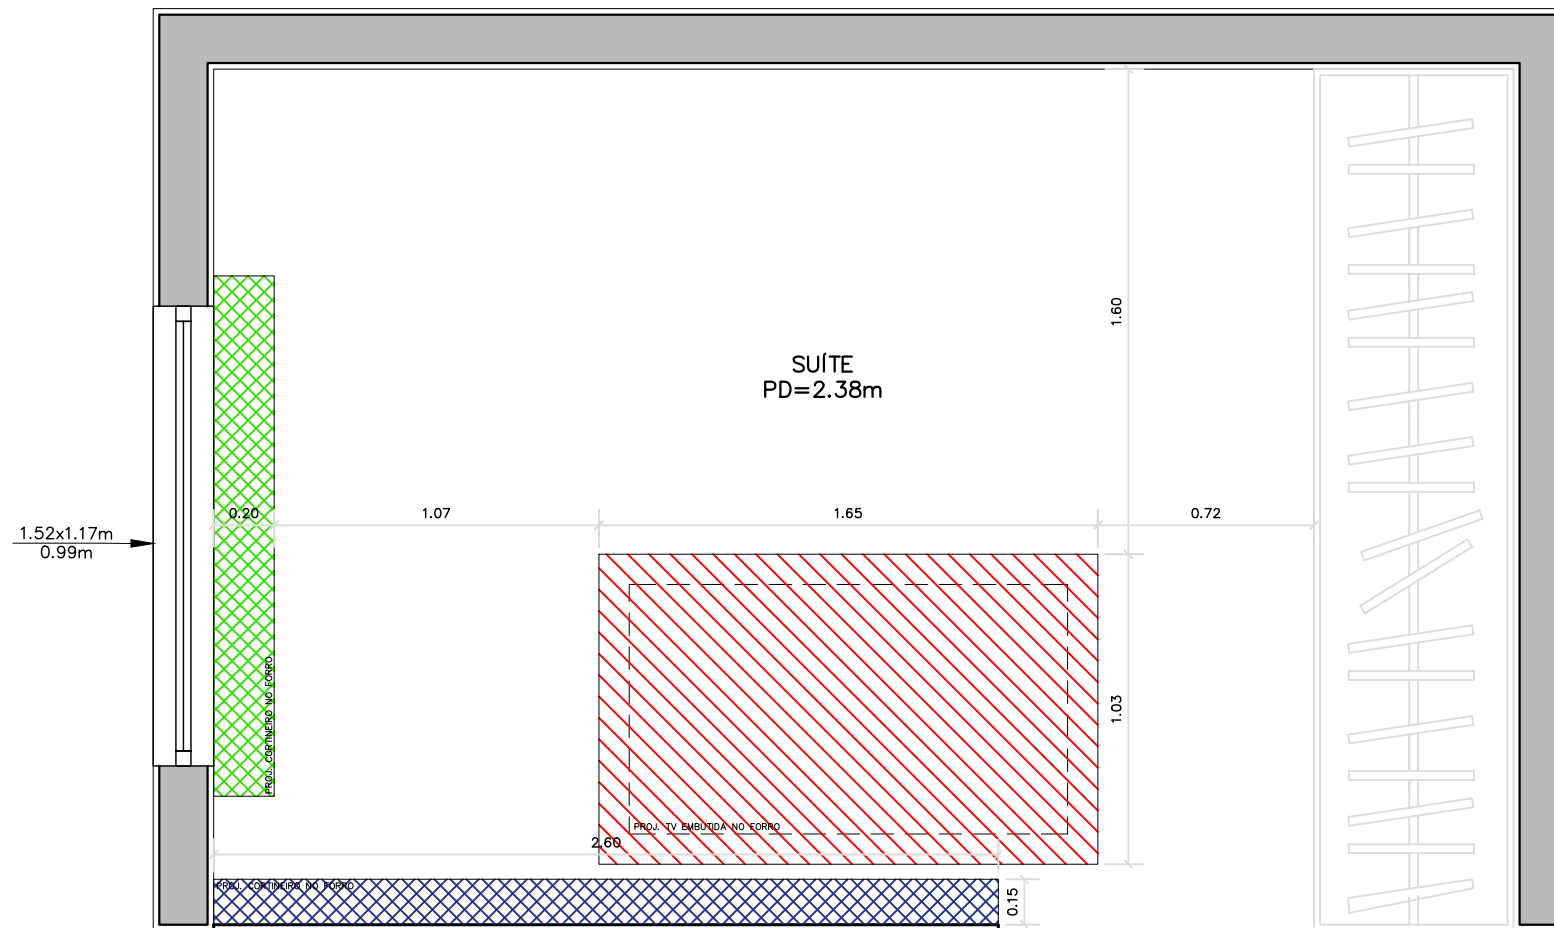 1.60
SUÍTE
PD=2.38m
0.20
1.07
1.65
0.72
1.52x1.17m
0.99m
PROJ. CORTINEIRO NO FORRO
1.03
PROJ. TV EMBUTIDA NO FORRO
2.60
PROJ. CORTINEIRO NO FORRO
0.15